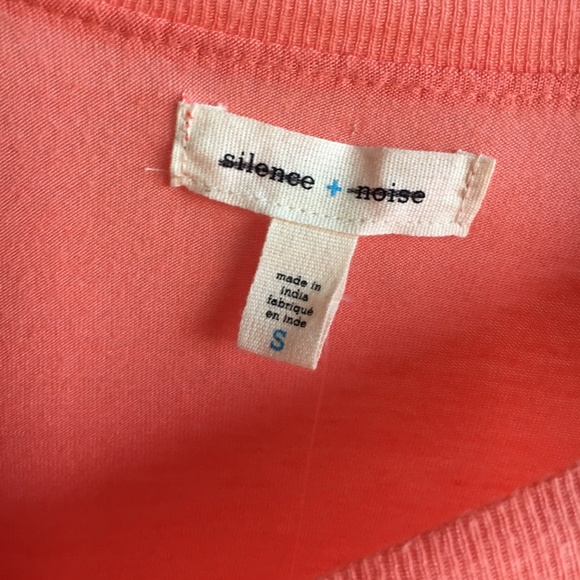 silence + noise
made in
india
fabriqué
en inde
S